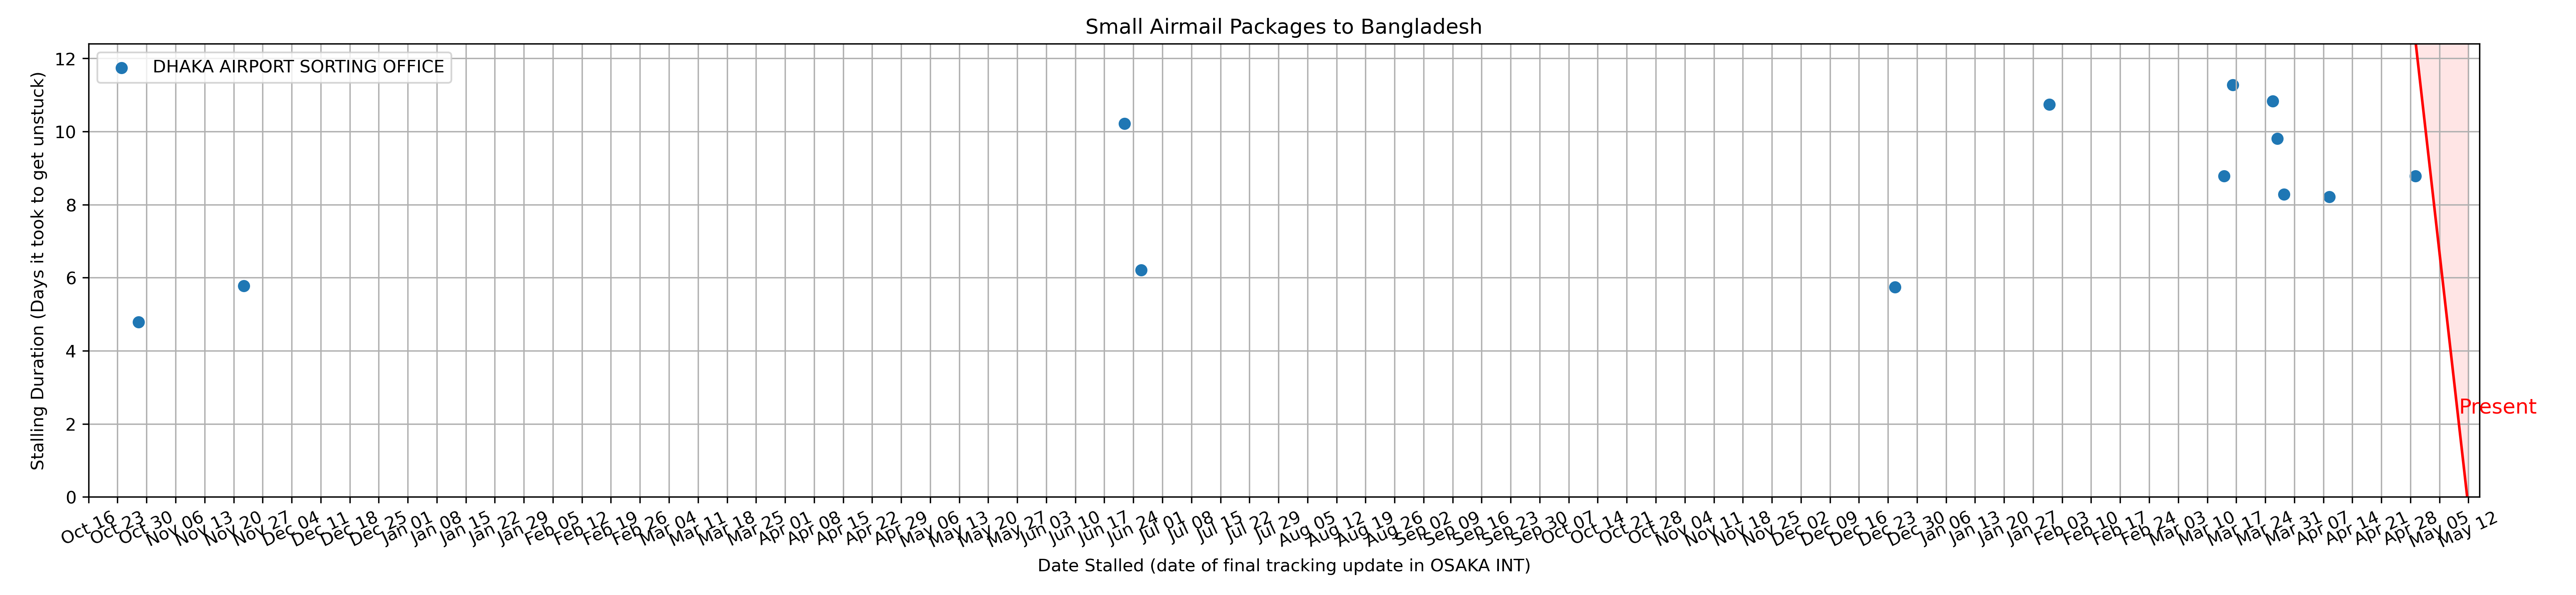 Small Airmail Packages to Bangladesh
DHAKA AIRPORT SORTING OFFICE
Stalling Duration (Days it took to get unstuck)
12
10
8
6
4
2
0
Present
Oct 16 Oct 23 Oct 30 Nov 06 Nov 13 Nov 20 Nov 27 Dec 04 Dec 11 Dec 18 Dec 25 Jan 01 Jan 08 Jan 15 Jan 22 Jan 29 Feb 05 Feb 12 Feb 19 Feb 26 Mar 04 Mar 11 Mar 18 Mar 25 Apr 01 Apr 08 Apr 15 Apr 22 Apr 29 May 06 May 13 May 20 May 27 Jun 03 Jun 10 Jun 17 Jun 24 Jul 01 Jul 08 Jul 15 Jul 22 Jul 29 Aug 05 Aug 12 Aug 19 Aug 26 Sep 02 Sep 09 Sep 16 Sep 23 Sep 30 Oct 07 Oct 14 Oct 21 Oct 28 Nov 04 Nov 11 Nov 18 Nov 25 Dec 02 Dec 09 Dec 16 Dec 23 Dec 30 Jan 06 Jan 13 Jan 20 Jan 27 Feb 03 Feb 10 Feb 17 Feb 24 Mar 03 Mar 10 Mar 17 Mar 24 Mar 31 Apr 07 Apr 14 Apr 21 Apr 28 May 05 May 12
Date Stalled (date of final tracking update in OSAKA INT)